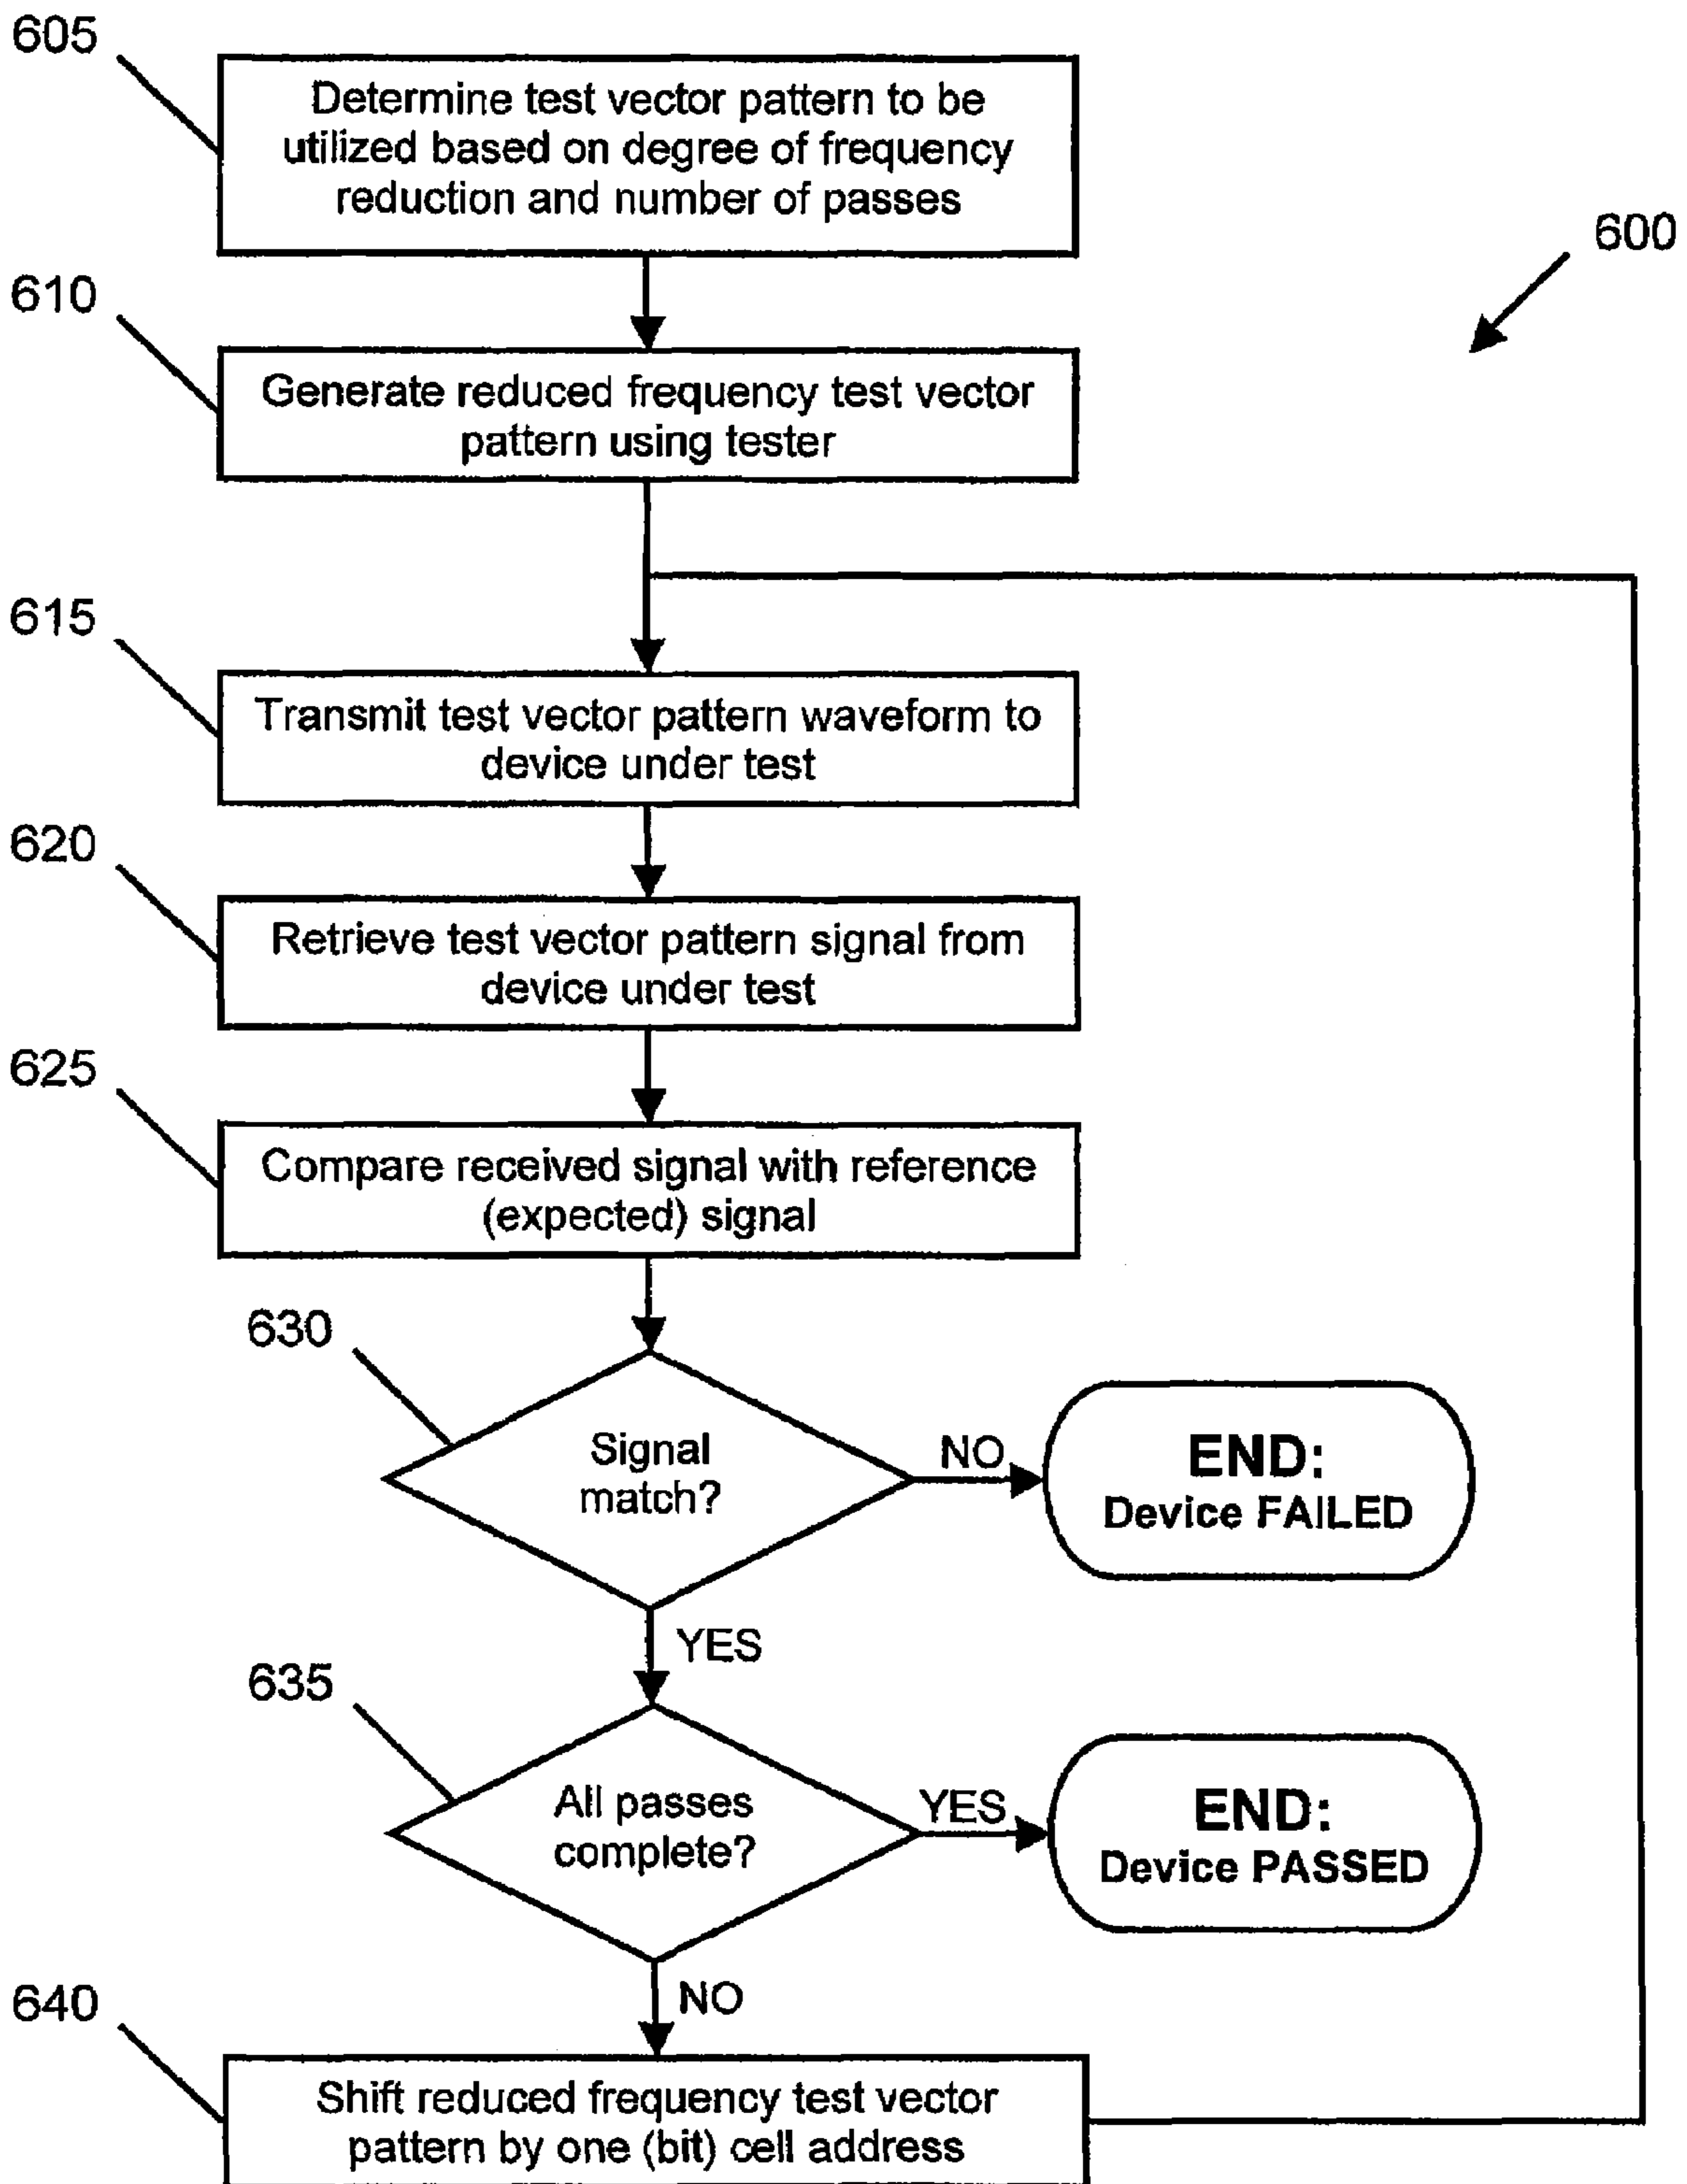 605
Determine test vector pattern to be
utilized based on degree of frequency
reduction and number of passes
600
610
Generate reduced frequency test vector
pattern using tester
615
Transmit test vector pattern waveform to
device under test
620
Retrieve test vector pattern signal from
device under test
625
Compare received signal with reference
(expected) signal
630
Signal
match?
NO
END:
Device FAILED
YES
635
All passes
complete?
YES
END:
Device PASSED
NO
640
Shift reduced frequency test vector
pattern by one (bit) cell address